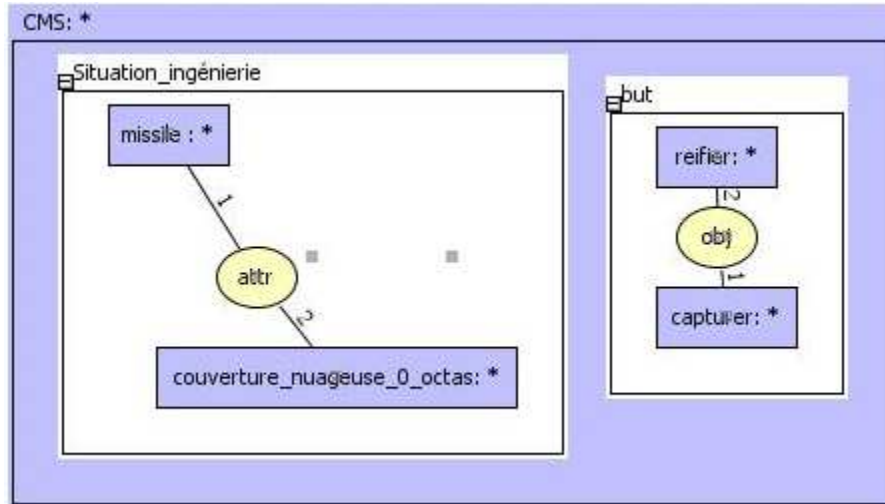 CMS: *
Situation_ingénierie
missile : *
1
attr
2
couverture_nuageuse_0_octas: *
but
reifier: *
2
obj
1
capturer: *